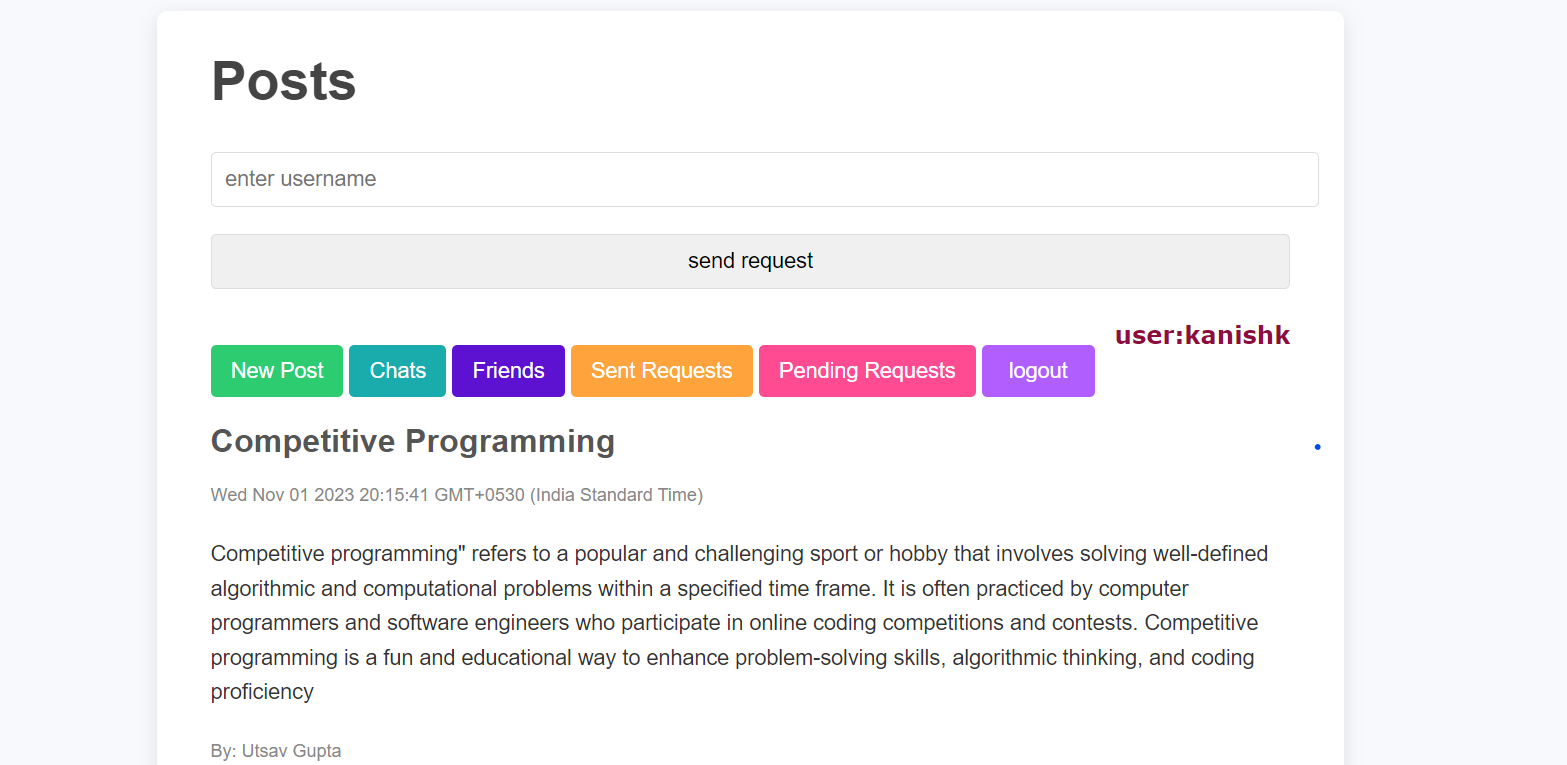 Posts
enter username
send request
user:kanishk
New Post Chats Friends Sent Requests Pending Requests logout
Competitive Programming
Wed Nov 01 2023 20:15:41 GMT+0530 (India Standard Time)
Competitive programming" refers to a popular and challenging sport or hobby that involves solving well-defined
algorithmic and computational problems within a specified time frame. It is often practiced by computer
programmers and software engineers who participate in online coding competitions and contests. Competitive
programming is a fun and educational way to enhance problem-solving skills, algorithmic thinking, and coding
proficiency
By: Utsav Gupta